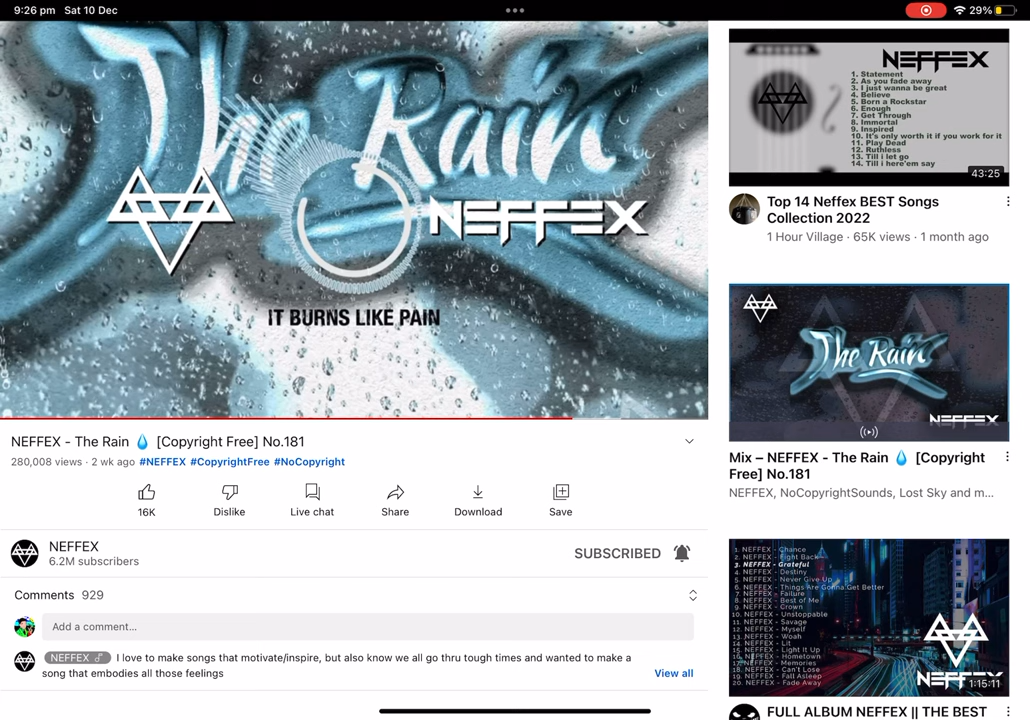 9:26 pm Sat 10 Dec
29%
The Rain
NEFFEX
IT BURNS LIKE PAIN
NEFFEX - The Rain 💧 [Copyright Free] No.181
280,008 views · 2 wk ago #NEFFEX #CopyrightFree #NoCopyright
16K
Dislike
Live chat
Share
Download
Save
NEFFEX
6.2M subscribers
SUBSCRIBED
Comments 929
Add a comment...
NEFFEX I love to make songs that motivate/inspire, but also know we all go thru tough times and wanted to make a
song that embodies all those feelings
View all
NEFFEX
1. Statement
2. As you fade away
3. I just wanna be great
4. Believe
5. Born a Rockstar
6. Enough
7. Get Through
8. Immortal
9. Inspired
10. It's only worth it if you work for it
11. Play Dead
12. Ruthless
13. Till i let go
14. Till i here'em say
43:25
Top 14 Neffex BEST Songs
Collection 2022
1 Hour Village · 65K views · 1 month ago
The Rain
NEFFEX
Mix – NEFFEX - The Rain 💧 [Copyright
Free] No.181
NEFFEX, NoCopyrightSounds, Lost Sky and m...
1. NEFFEX - Chance
2. NEFFEX - Fight Back
3. NEFFEX - Grateful
4. NEFFEX - Destiny
5. NEFFEX - Never Give Up
6. NEFFEX - Things Are Gonna Get Better
7. NEFFEX - Failure
8. NEFFEX - Best of Me
9. NEFFEX - Crown
10. NEFFEX - Unstoppable
11. NEFFEX - Savage
12. NEFFEX - Myself
13. NEFFEX - Woah
14. NEFFEX - Lit
15. NEFFEX - Light It Up
16. NEFFEX - Hometown
17. NEFFEX - Memories
18. NEFFEX - Can't Lose
19. NEFFEX - Fall Asleep
20. NEFFEX - Fade Away
NEFFEX
1:15:11
FULL ALBUM NEFFEX || THE BEST